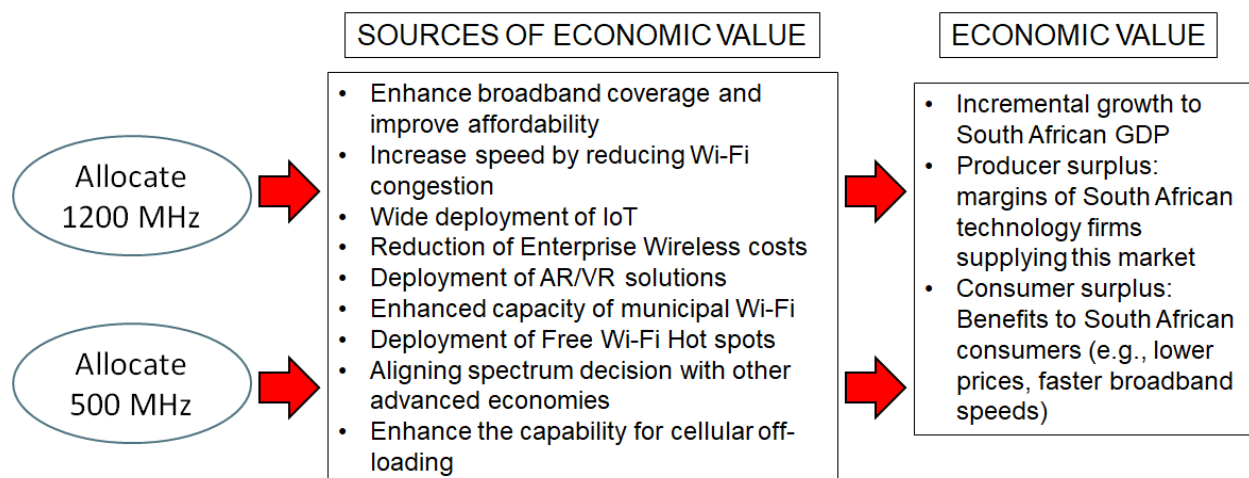 SOURCES OF ECONOMIC VALUE
ECONOMIC VALUE
Allocate
1200 MHz
Allocate
500 MHz
• Enhance broadband coverage and
improve affordability
• Increase speed by reducing Wi-Fi
congestion
• Wide deployment of IoT
• Reduction of Enterprise Wireless costs
• Deployment of AR/VR solutions
• Enhanced capacity of municipal Wi-Fi
• Deployment of Free Wi-Fi Hot spots
• Aligning spectrum decision with other
advanced economies
• Enhance the capability for cellular off-
loading
• Incremental growth to
South African GDP
• Producer surplus:
margins of South African
technology firms
supplying this market
• Consumer surplus:
Benefits to South African
consumers (e.g., lower
prices, faster broadband
speeds)